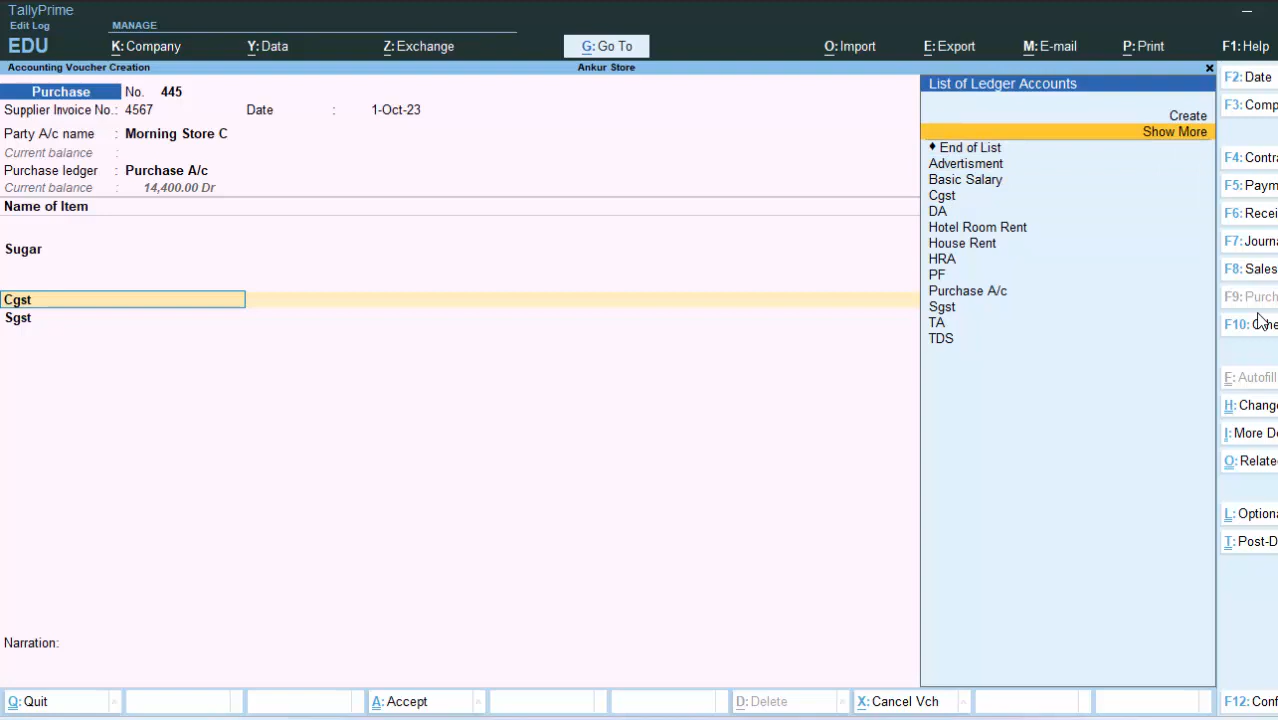 TallyPrime
Edit Log
MANAGE
EDU
K: Company
Y: Data
Z: Exchange
G: Go To
O: Import
E: Export
M: E-mail
P: Print
F1: Help
Accounting Voucher Creation
Ankur Store
Purchase No. 445
Supplier Invoice No.: 4567 Date : 1-Oct-23
Party A/c name : Morning Store C
Current balance :
Purchase ledger : Purchase A/c
Current balance : 14,400.00 Dr
Name of Item
Sugar
Cgst
Sgst
Narration:
List of Ledger Accounts
Create
Show More
♦ End of List
Advertisment
Basic Salary
Cgst
DA
Hotel Room Rent
House Rent
HRA
PF
Purchase A/c
Sgst
TA
TDS
F2: Date
F3: Comp
F4: Contra
F5: Paym
F6: Recei
F7: Journa
F8: Sales
F9: Purch
F10:
F: Autofill
H: Change
I: More De
O: Relate
L: Optiona
T: Post-D
Q: Quit
A: Accept
D: Delete
X: Cancel Vch
F12: Conf